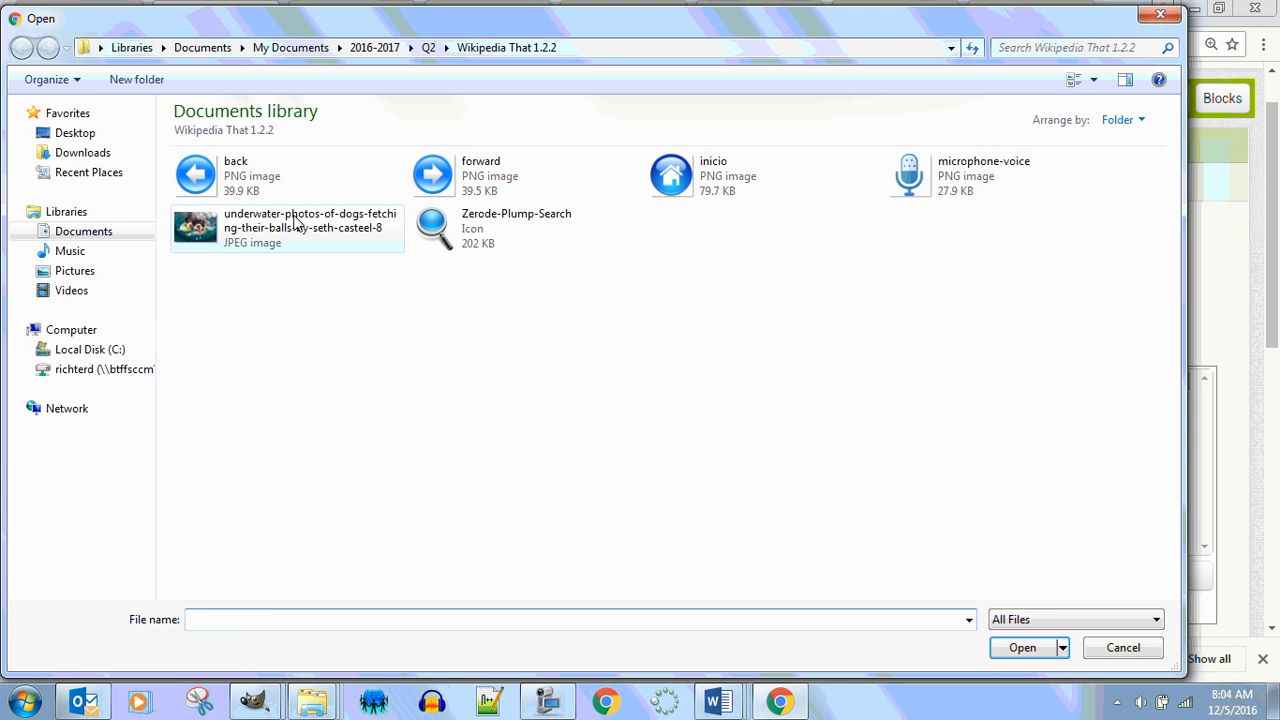 Open
Libraries Documents My Documents 2016-2017 Q2 Wikipedia That 1.2.2
Search Wikipedia That 1.2.2
Organize New folder
Blocks
Documents library
Wikipedia That 1.2.2
Arrange by: Folder
Favorites
Desktop
Downloads
Recent Places
Libraries
Documents
Music
Pictures
Videos
Computer
Local Disk (C:)
richterd (\\btffsccm
Network
back
PNG image
39.9 KB
forward
PNG image
39.5 KB
inicio
PNG image
79.7 KB
microphone-voice
PNG image
27.9 KB
underwater-photos-of-dogs-fetchi
ng-their-balls-by-seth-casteel-8
JPEG image
Zerode-Plump-Search
Icon
202 KB
File name:
All Files
Open Cancel
Show all
8:04 AM
12/5/2016